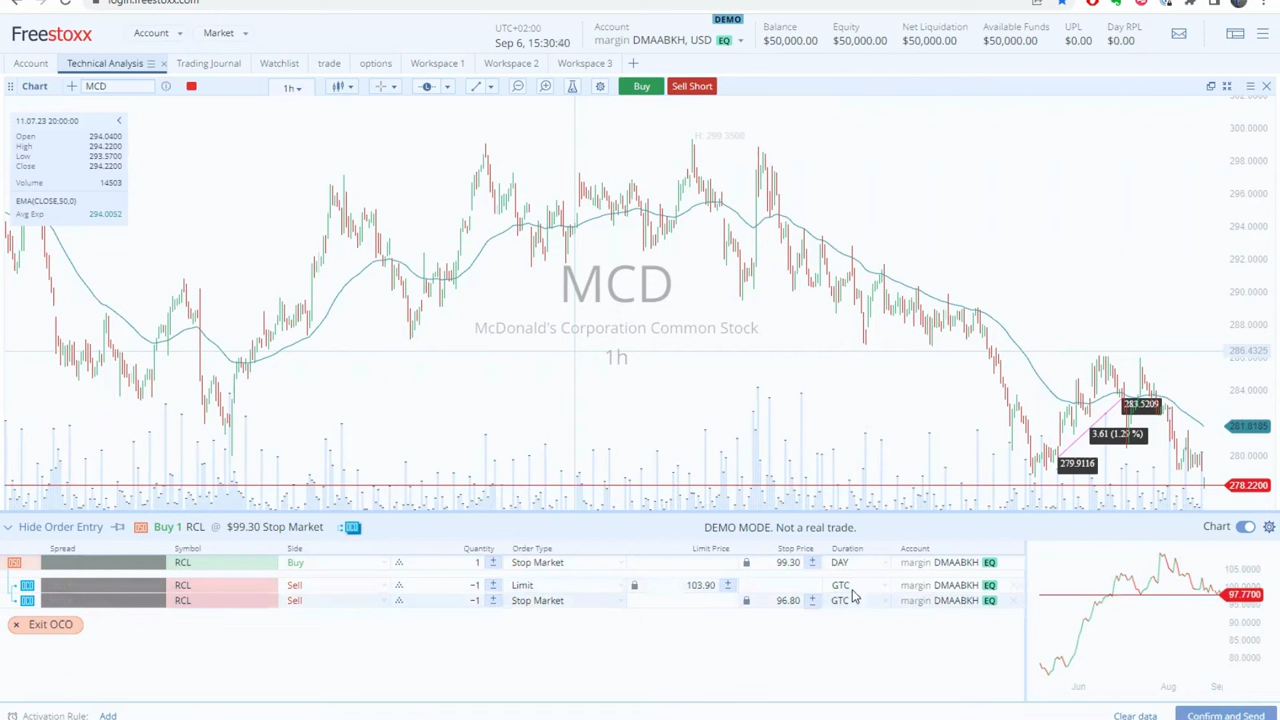 login.freestoxx.com
Freestoxx Account Market UTC+02:00 Sep 6, 15:30:40 Account DEMO margin DMAABKH, USD EQ Balance $50,000.00 Equity $50,000.00 Net Liquidation $50,000.00 Available Funds $50,000.00 UPL $0.00 Day RPL $0.00
Account Technical Analysis Trading Journal Watchlist trade options Workspace 1 Workspace 2 Workspace 3
Chart MCD 1h Buy Sell Short
11.07.23 20:00:00
Open 294.0400
High 294.2200
Low 293.5700
Close 294.2200
Volume 14503
EMA(CLOSE,50,0)
Avg Exp 294.0052
H: 299.3500
MCD
McDonald's Corporation Common Stock
1h
300.0000
298.0000
296.0000
294.0000
292.0000
290.0000
288.0000
286.4325
284.0000
281.8185
280.0000
278.2200
283.5209
3.61 (1.29 %)
279.9116
Hide Order Entry Buy 1 RCL @ $99.30 Stop Market DEMO MODE. Not a real trade. Chart
Spread Symbol Side Quantity Order Type Limit Price Stop Price Duration Account
RCL Buy 1 Stop Market 99.30 DAY margin DMAABKH EQ
RCL Sell −1 Limit 103.90 GTC margin DMAABKH EQ
RCL Sell −1 Stop Market 96.80 GTC margin DMAABKH EQ
Exit OCO
105.0000
97.7700
90.0000
85.0000
80.0000
Jun Aug Se
Activation Rule: Add Clear data Confirm and Send